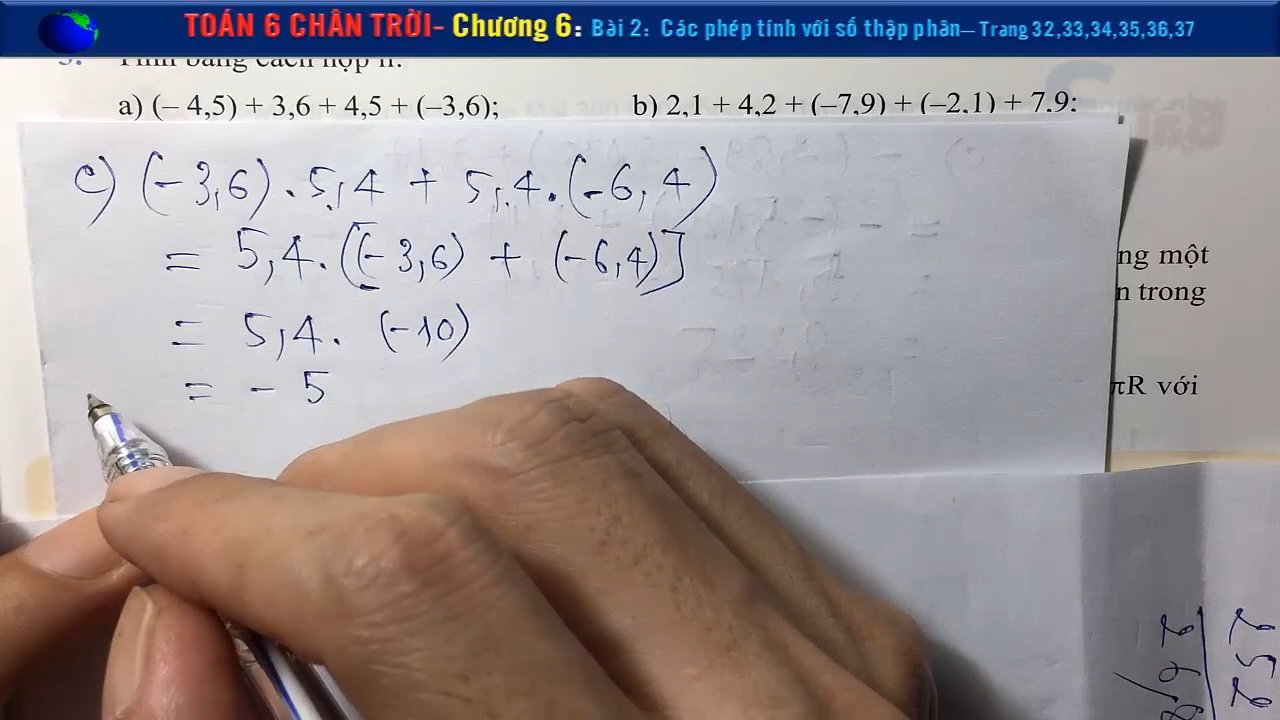 TOÁN 6 CHÂN TRỜI- Chương 6: Bài 2: Các phép tính với số thập phân– Trang 32,33,34,35,36,37
a) (– 4,5) + 3,6 + 4,5 + (–3,6); b) 2,1 + 4,2 + (–7,9) + (–2,1) + 7,9;
c) (-3,6) . 5,4 + 5,4 . (-6,4)
= 5,4 . [(-3,6) + (-6,4)]
ng một
n trong
= 5,4 . (-10)
= - 5
πR với